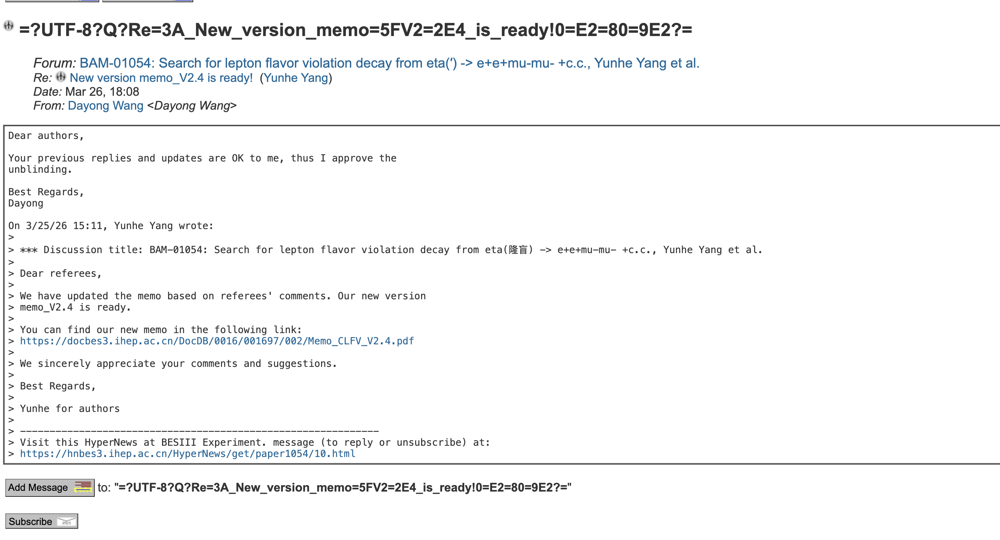 =?UTF-8?Q?Re=3A_New_version_memo=5FV2=2E4_is_ready!0=E2=80=9E2?=
Forum: BAM-01054: Search for lepton flavor violation decay from eta(′) -> e+e+mu-mu- +c.c., Yunhe Yang et al.
Re: New version memo_V2.4 is ready! (Yunhe Yang)
Date: Mar 26, 18:08
From: Dayong Wang <Dayong Wang>
Dear authors,
Your previous replies and updates are OK to me, thus I approve the
unblinding.
Best Regards,
Dayong
On 3/25/26 15:11, Yunhe Yang wrote:
>
> *** Discussion title: BAM-01054: Search for lepton flavor violation decay from eta(隆盲) -> e+e+mu-mu- +c.c., Yunhe Yang et al.
>
> Dear referees,
>
> We have updated the memo based on referees' comments. Our new version
> memo_V2.4 is ready.
>
> You can find our new memo in the following link:
> https://docbes3.ihep.ac.cn/DocDB/0016/001697/002/Memo_CLFV_V2.4.pdf
>
> We sincerely appreciate your comments and suggestions.
>
> Best Regards,
>
> Yunhe for authors
>
> -------------------------------------------------------------
> Visit this HyperNews at BESIII Experiment. message (to reply or unsubscribe) at:
> https://hnbes3.ihep.ac.cn/HyperNews/get/paper1054/10.html
Add Message to: "=?UTF-8?Q?Re=3A_New_version_memo=5FV2=2E4_is_ready!0=E2=80=9E2?="
Subscribe